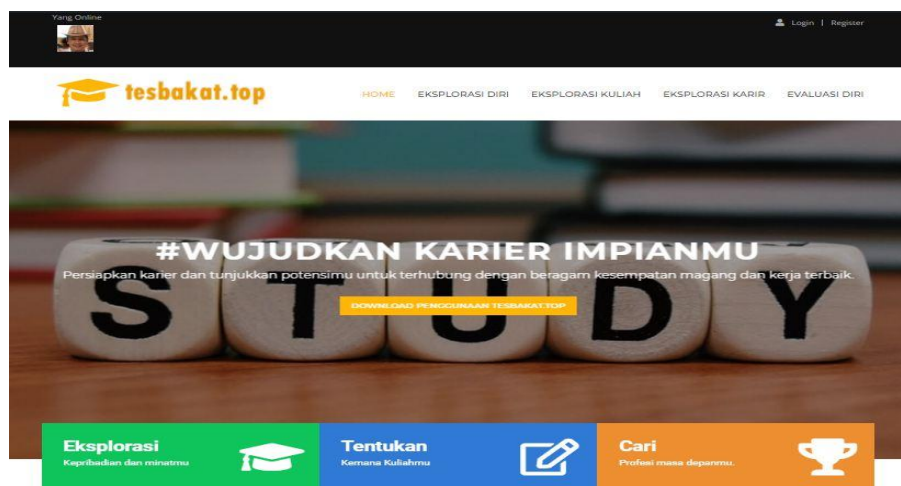 Yang Online
Login | Register
tesbakat.top
HOME EKSPLORASI DIRI EKSPLORASI KULIAH EKSPLORASI KARIR EVALUASI DIRI
#WUJUDKAN KARIER IMPIANMU
Persiapkan karier dan tunjukkan potensimu untuk terhubung dengan beragam kesempatan magang dan kerja terbaik.
DOWNLOAD PENGGUNAAN TESBAKAT.TOP
STUDY
Eksplorasi
Kepribadian dan minatmu
Tentukan
Kemana Kuliahmu
Cari
Profesi masa depanmu.